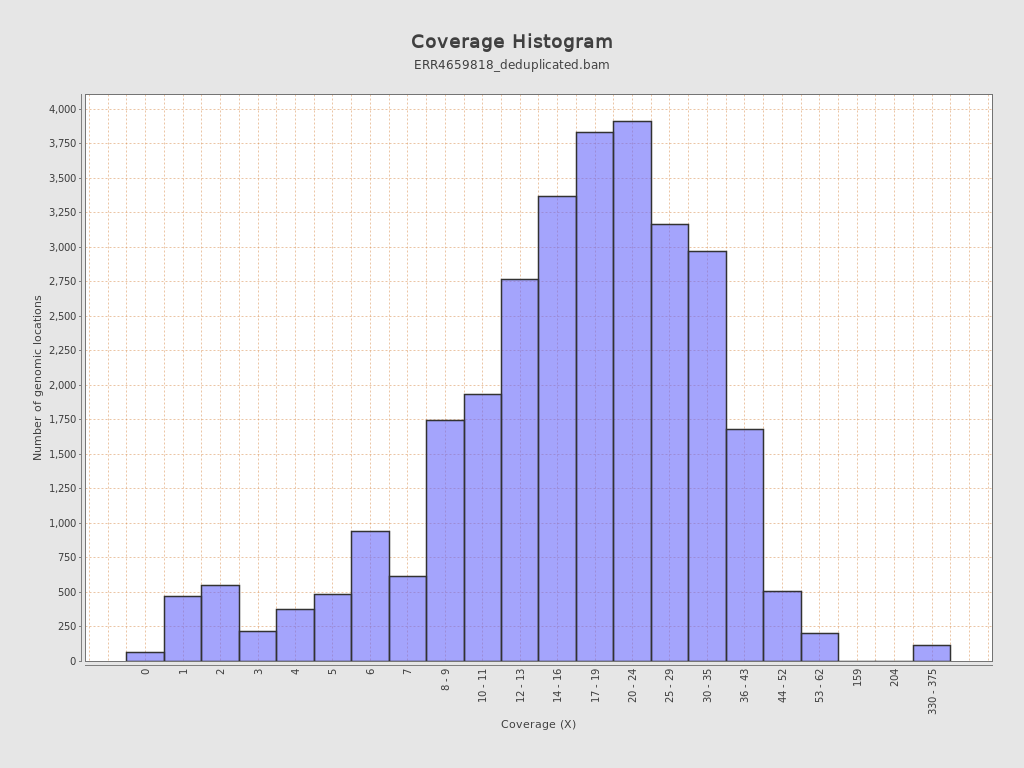 Coverage Histogram
ERR4659818_deduplicated.bam
Number of genomic locations
4,000
3,750
3,500
3,250
3,000
2,750
2,500
2,250
2,000
1,750
1,500
1,250
1,000
750
500
250
0
0
1
2
3
4
5
6
7
8 - 9
10 - 11
12 - 13
14 - 16
17 - 19
20 - 24
25 - 29
30 - 35
36 - 43
44 - 52
53 - 62
159
204
330 - 375
Coverage (X)